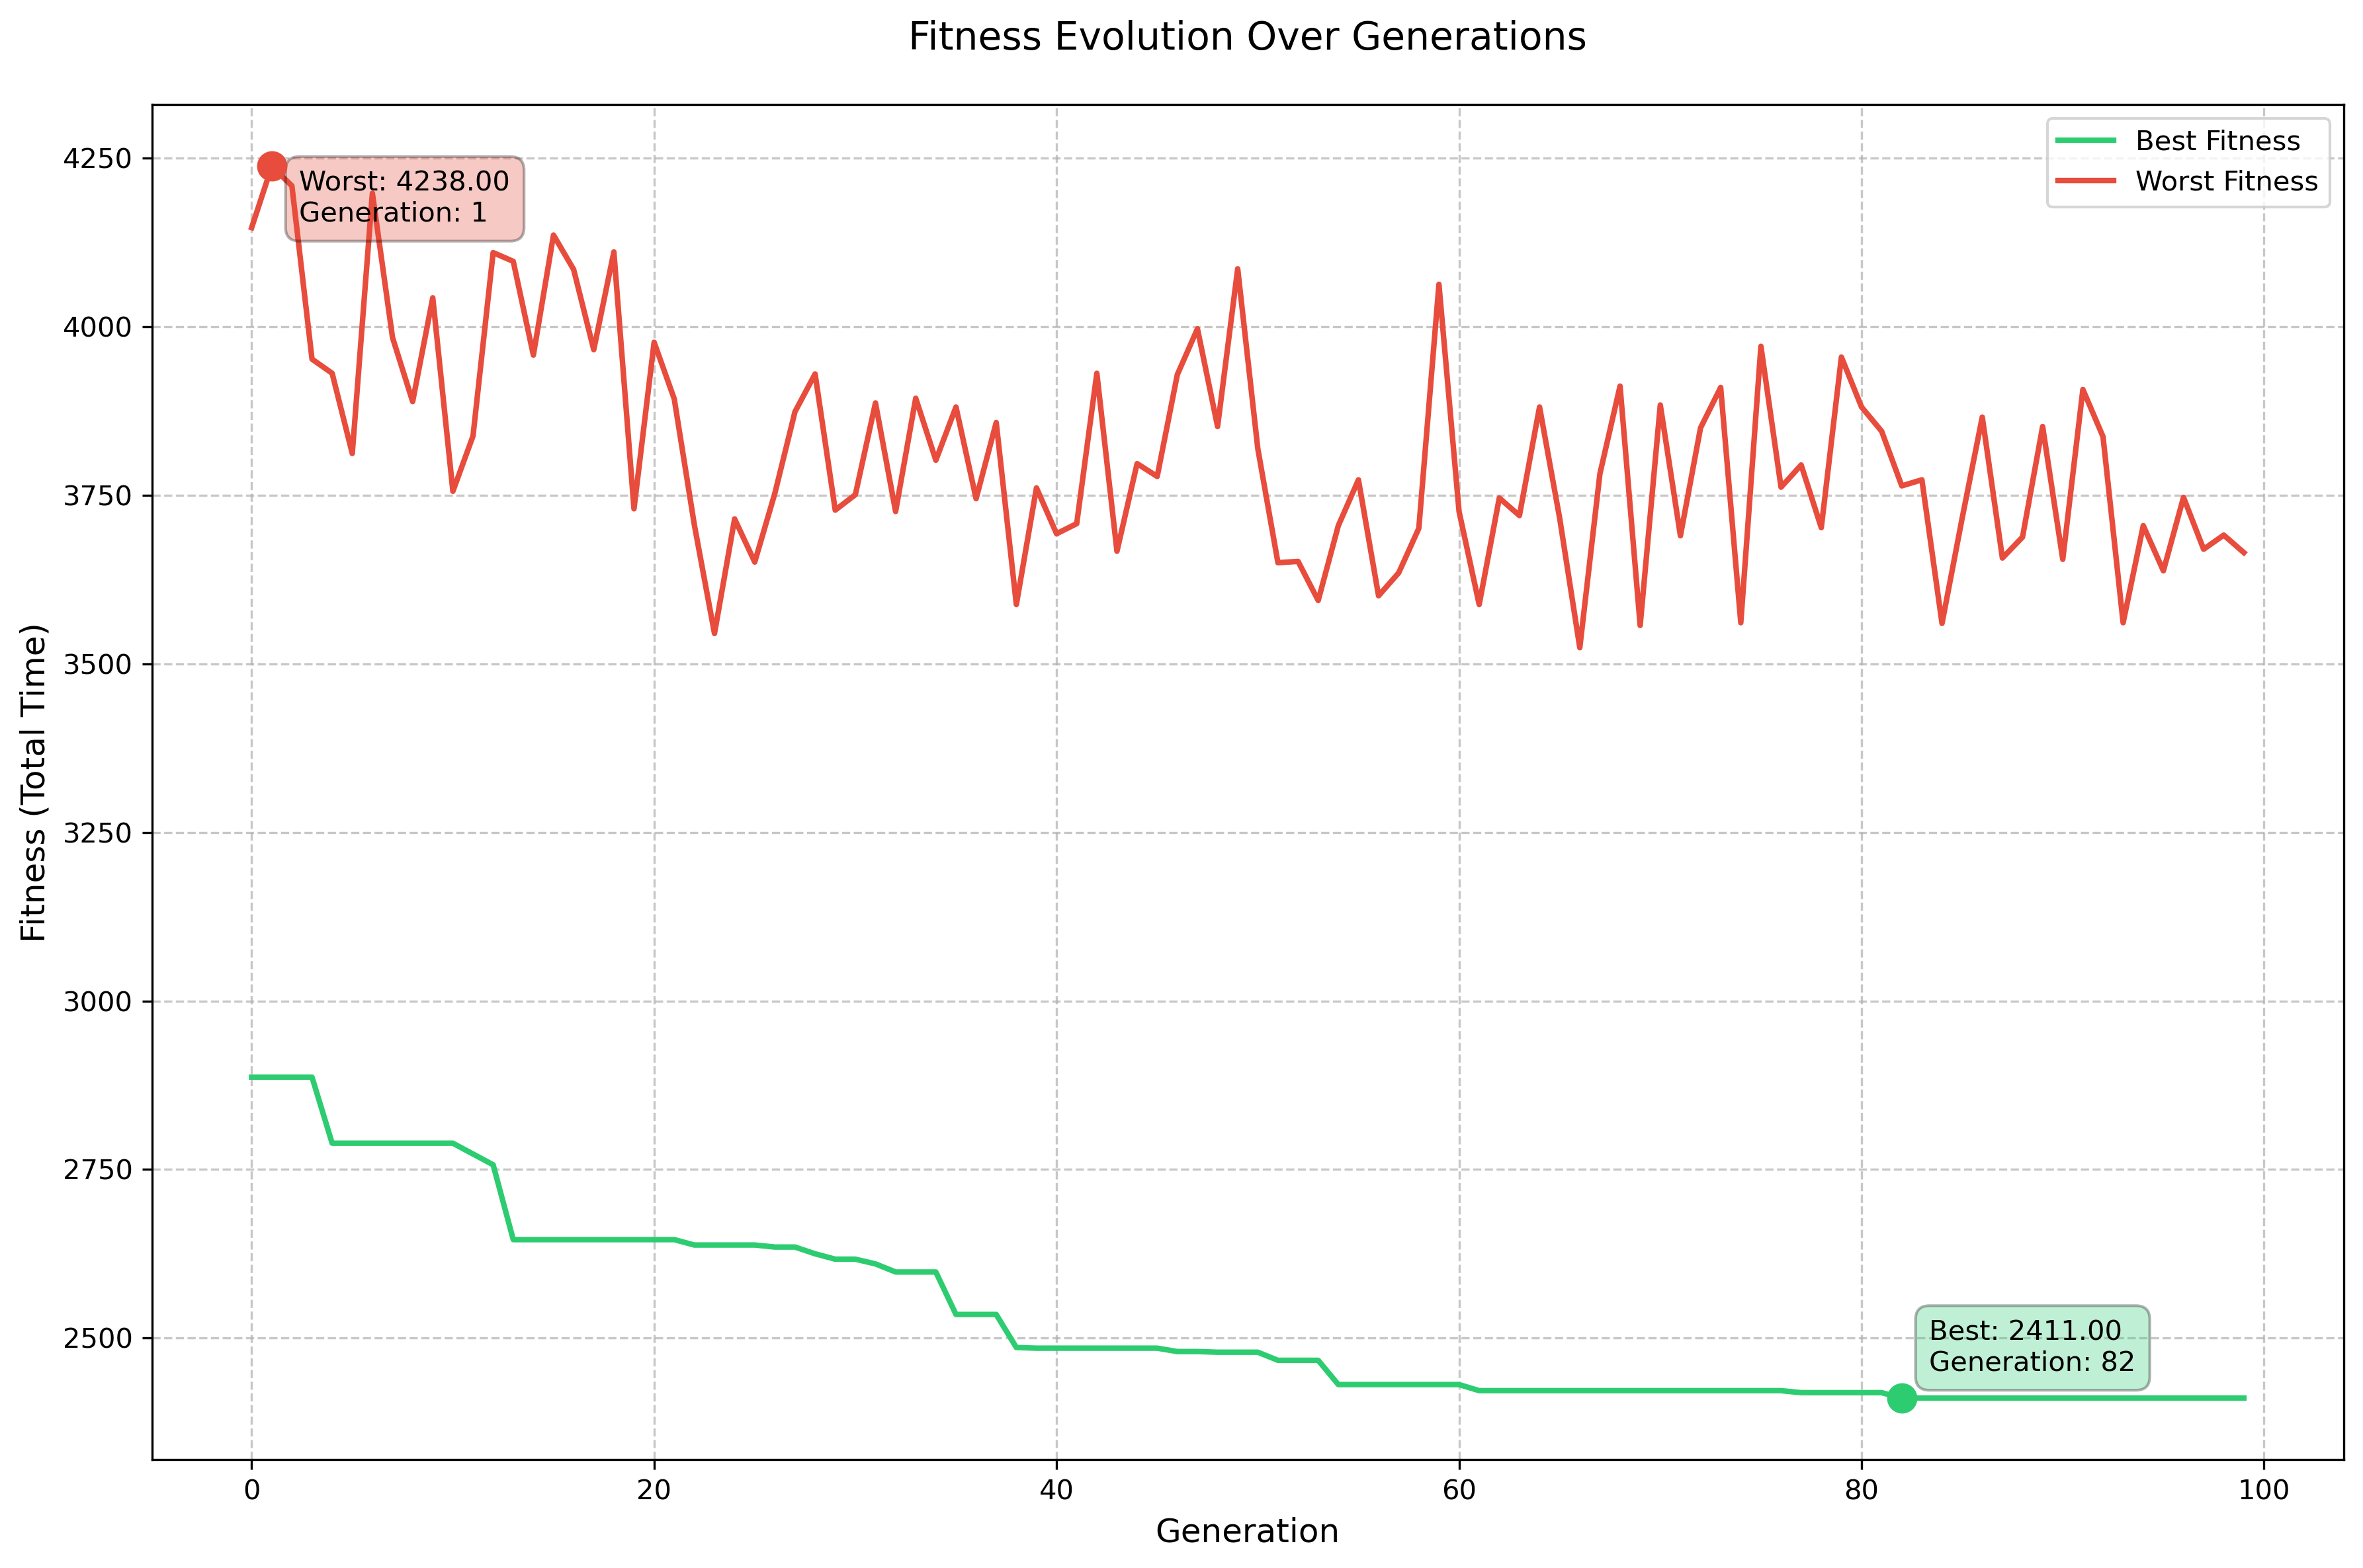 Fitness Evolution Over Generations
Best Fitness
Worst Fitness
Worst: 4238.00
Generation: 1
Best: 2411.00
Generation: 82
Fitness (Total Time)
4250
4000
3750
3500
3250
3000
2750
2500
0 20 40 60 80 100
Generation